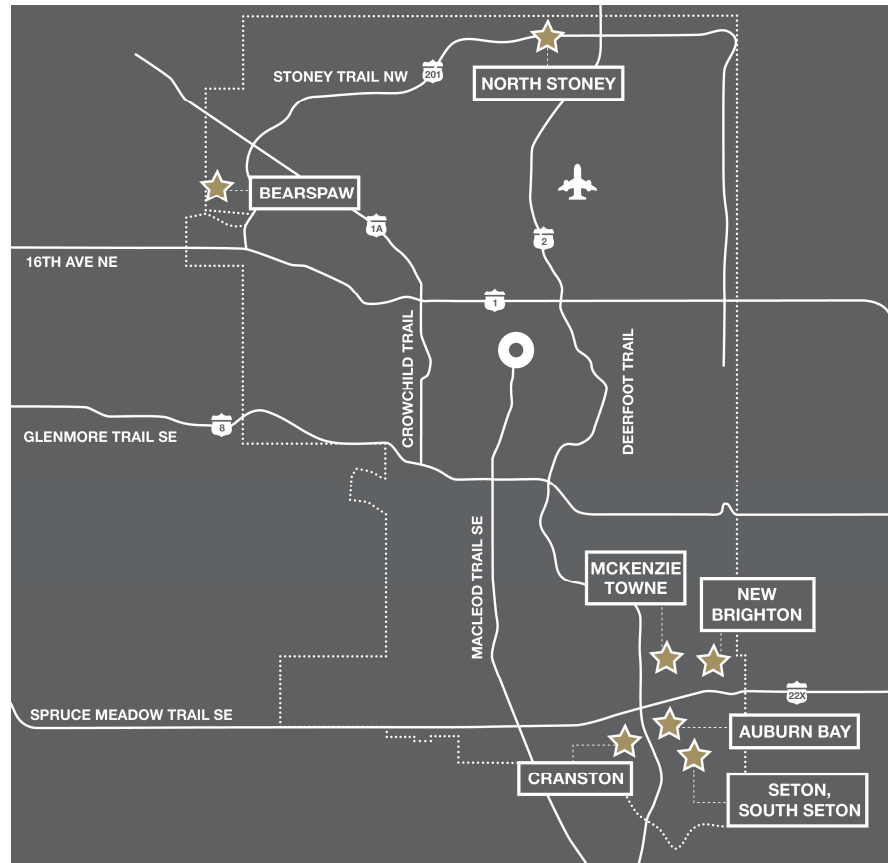 STONEY TRAIL NW
201
NORTH STONEY
BEARSPAW
1A
2
16TH AVE NE
1
CROWCHILD TRAIL
DEERFOOT TRAIL
8
GLENMORE TRAIL SE
MACLEOD TRAIL SE
MCKENZIE
TOWNE
NEW
BRIGHTON
22X
SPRUCE MEADOW TRAIL SE
AUBURN BAY
CRANSTON
SETON,
SOUTH SETON